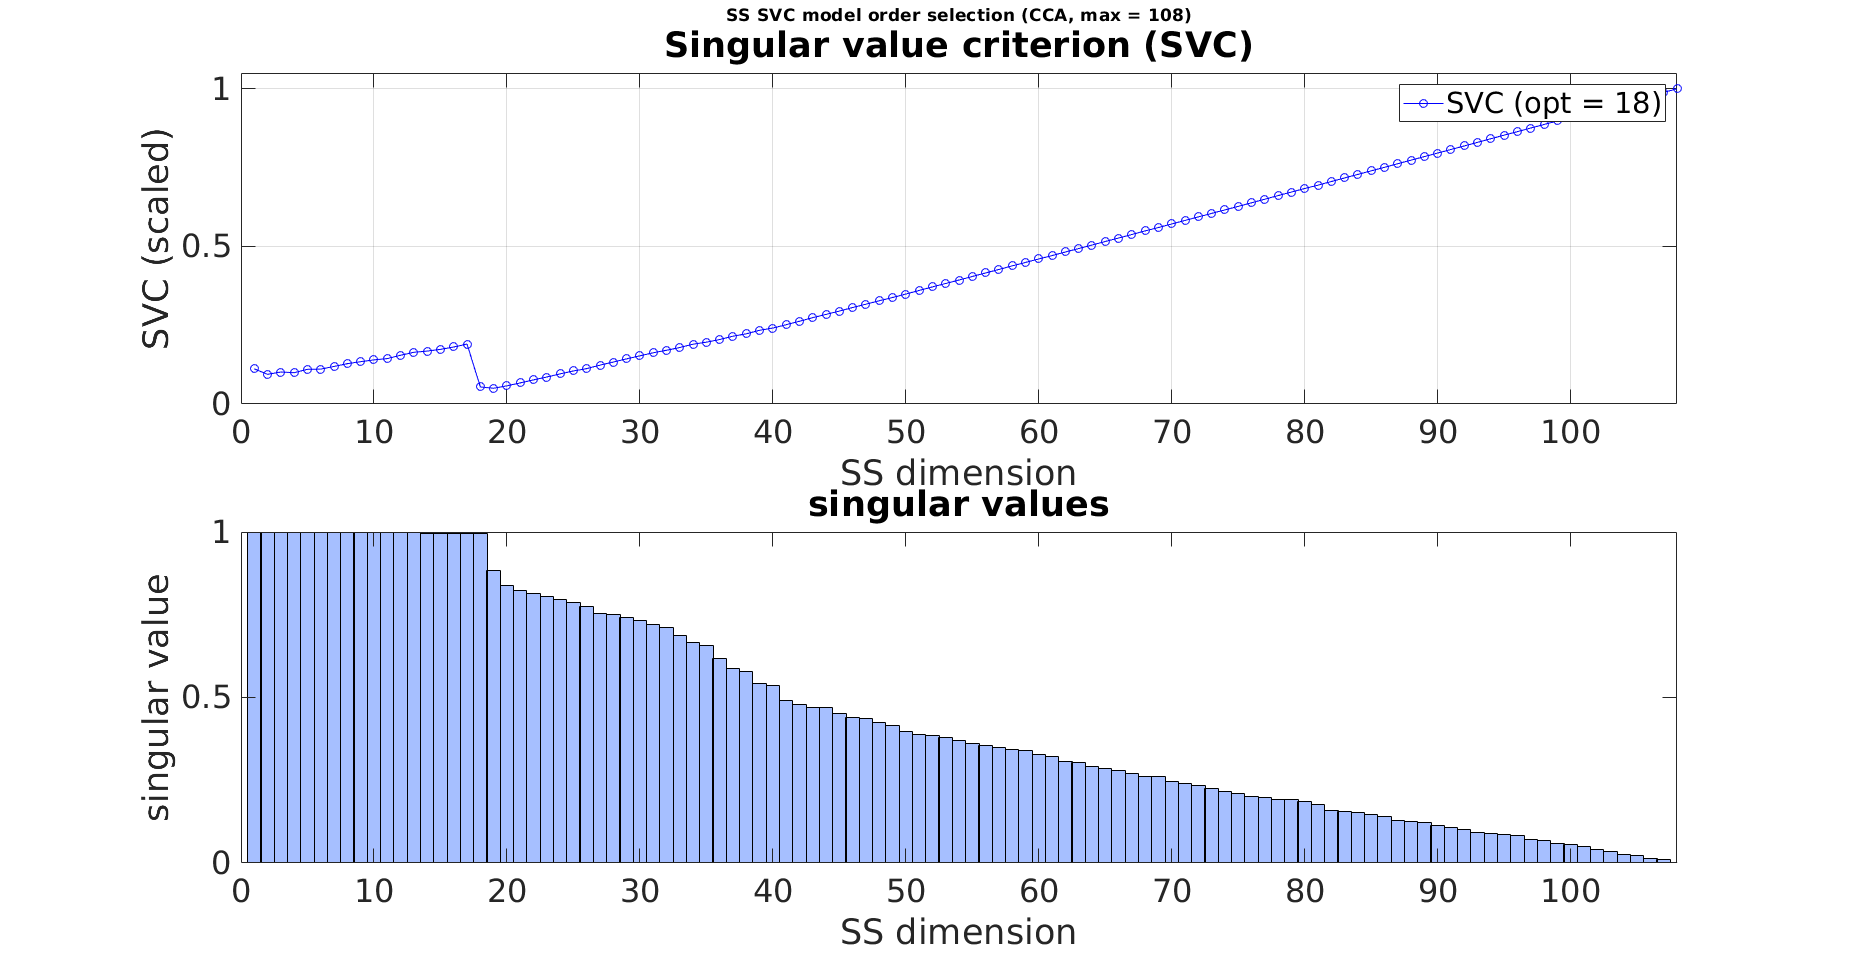 SS SVC model order selection (CCA, max = 108)
Singular value criterion (SVC)
SVC (scaled)
1
0.5
0
SVC (opt = 18)
0 10 20 30 40 50 60 70 80 90 100
SS dimension
singular values
singular value
1
0.5
0
0 10 20 30 40 50 60 70 80 90 100
SS dimension